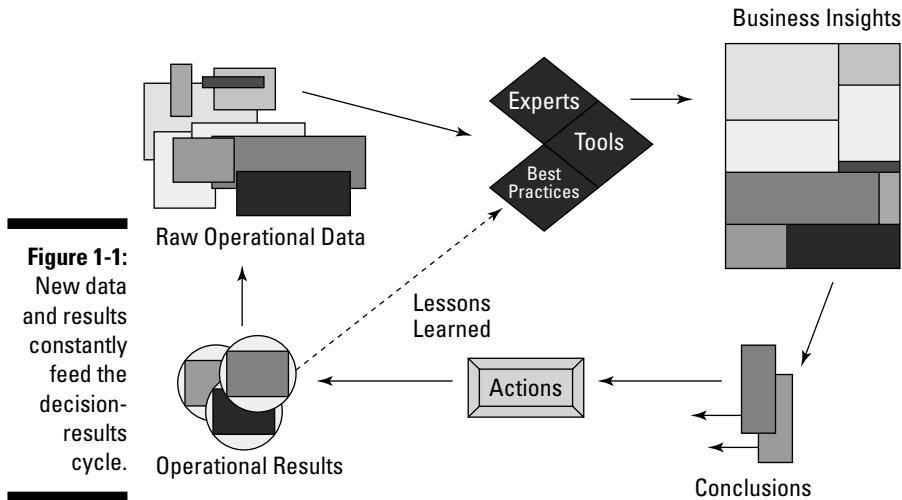 Business Insights
Experts
Tools
Best
Practices
Raw Operational Data
Figure 1-1:
New data
and results
constantly
feed the
decision-
results
cycle.
Lessons
Learned
Actions
Operational Results
Conclusions